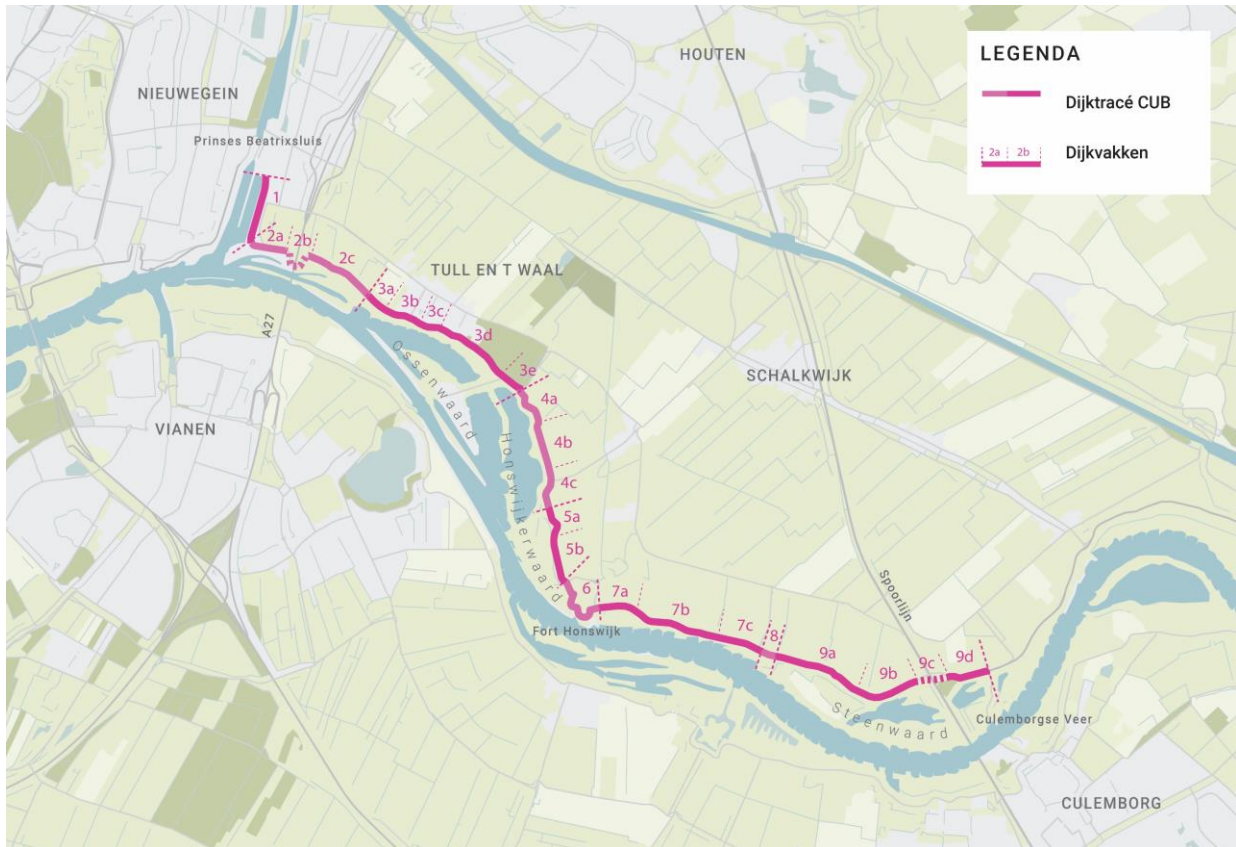 LEGENDA
Dijktracé CUB
2a 2b
Dijkvakken
HOUTEN
NIEUWEGEIN
Prinses Beatrixsluis
1
2a
2b
2c
TULL EN T WAAL
3a
3b
3c
3d
3e
A27
Ossenwaard
SCHALKWIJK
4a
VIANEN
4b
Honswijkerwaard
4c
5a
5b
6
7a
Spoorlijn
7b
Fort Honswijk
7c
8
9a
9b
9c
9d
Steenwaard
Culemborgse Veer
CULEMBORG